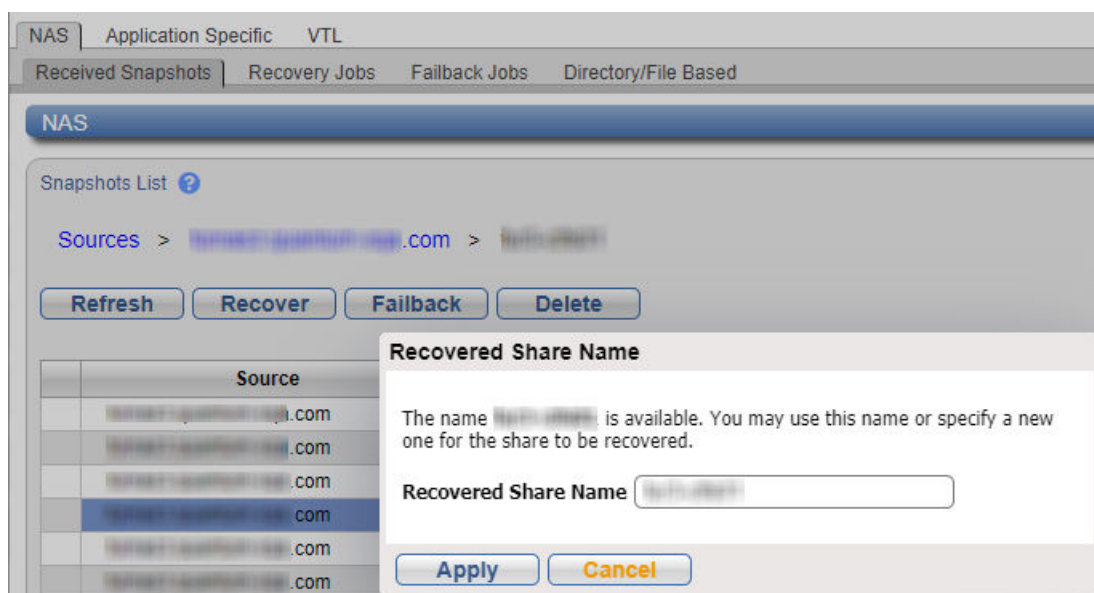 NAS Application Specific VTL
Received Snapshots Recovery Jobs Failback Jobs Directory/File Based
NAS
Snapshots List ?
Sources > .com >
Refresh Recover Failback Delete
Recovered Share Name
Source
The name is available. You may use this name or specify a new
one for the share to be recovered.
.com
.com
.com
Recovered Share Name
.com
.com
.com
Apply Cancel